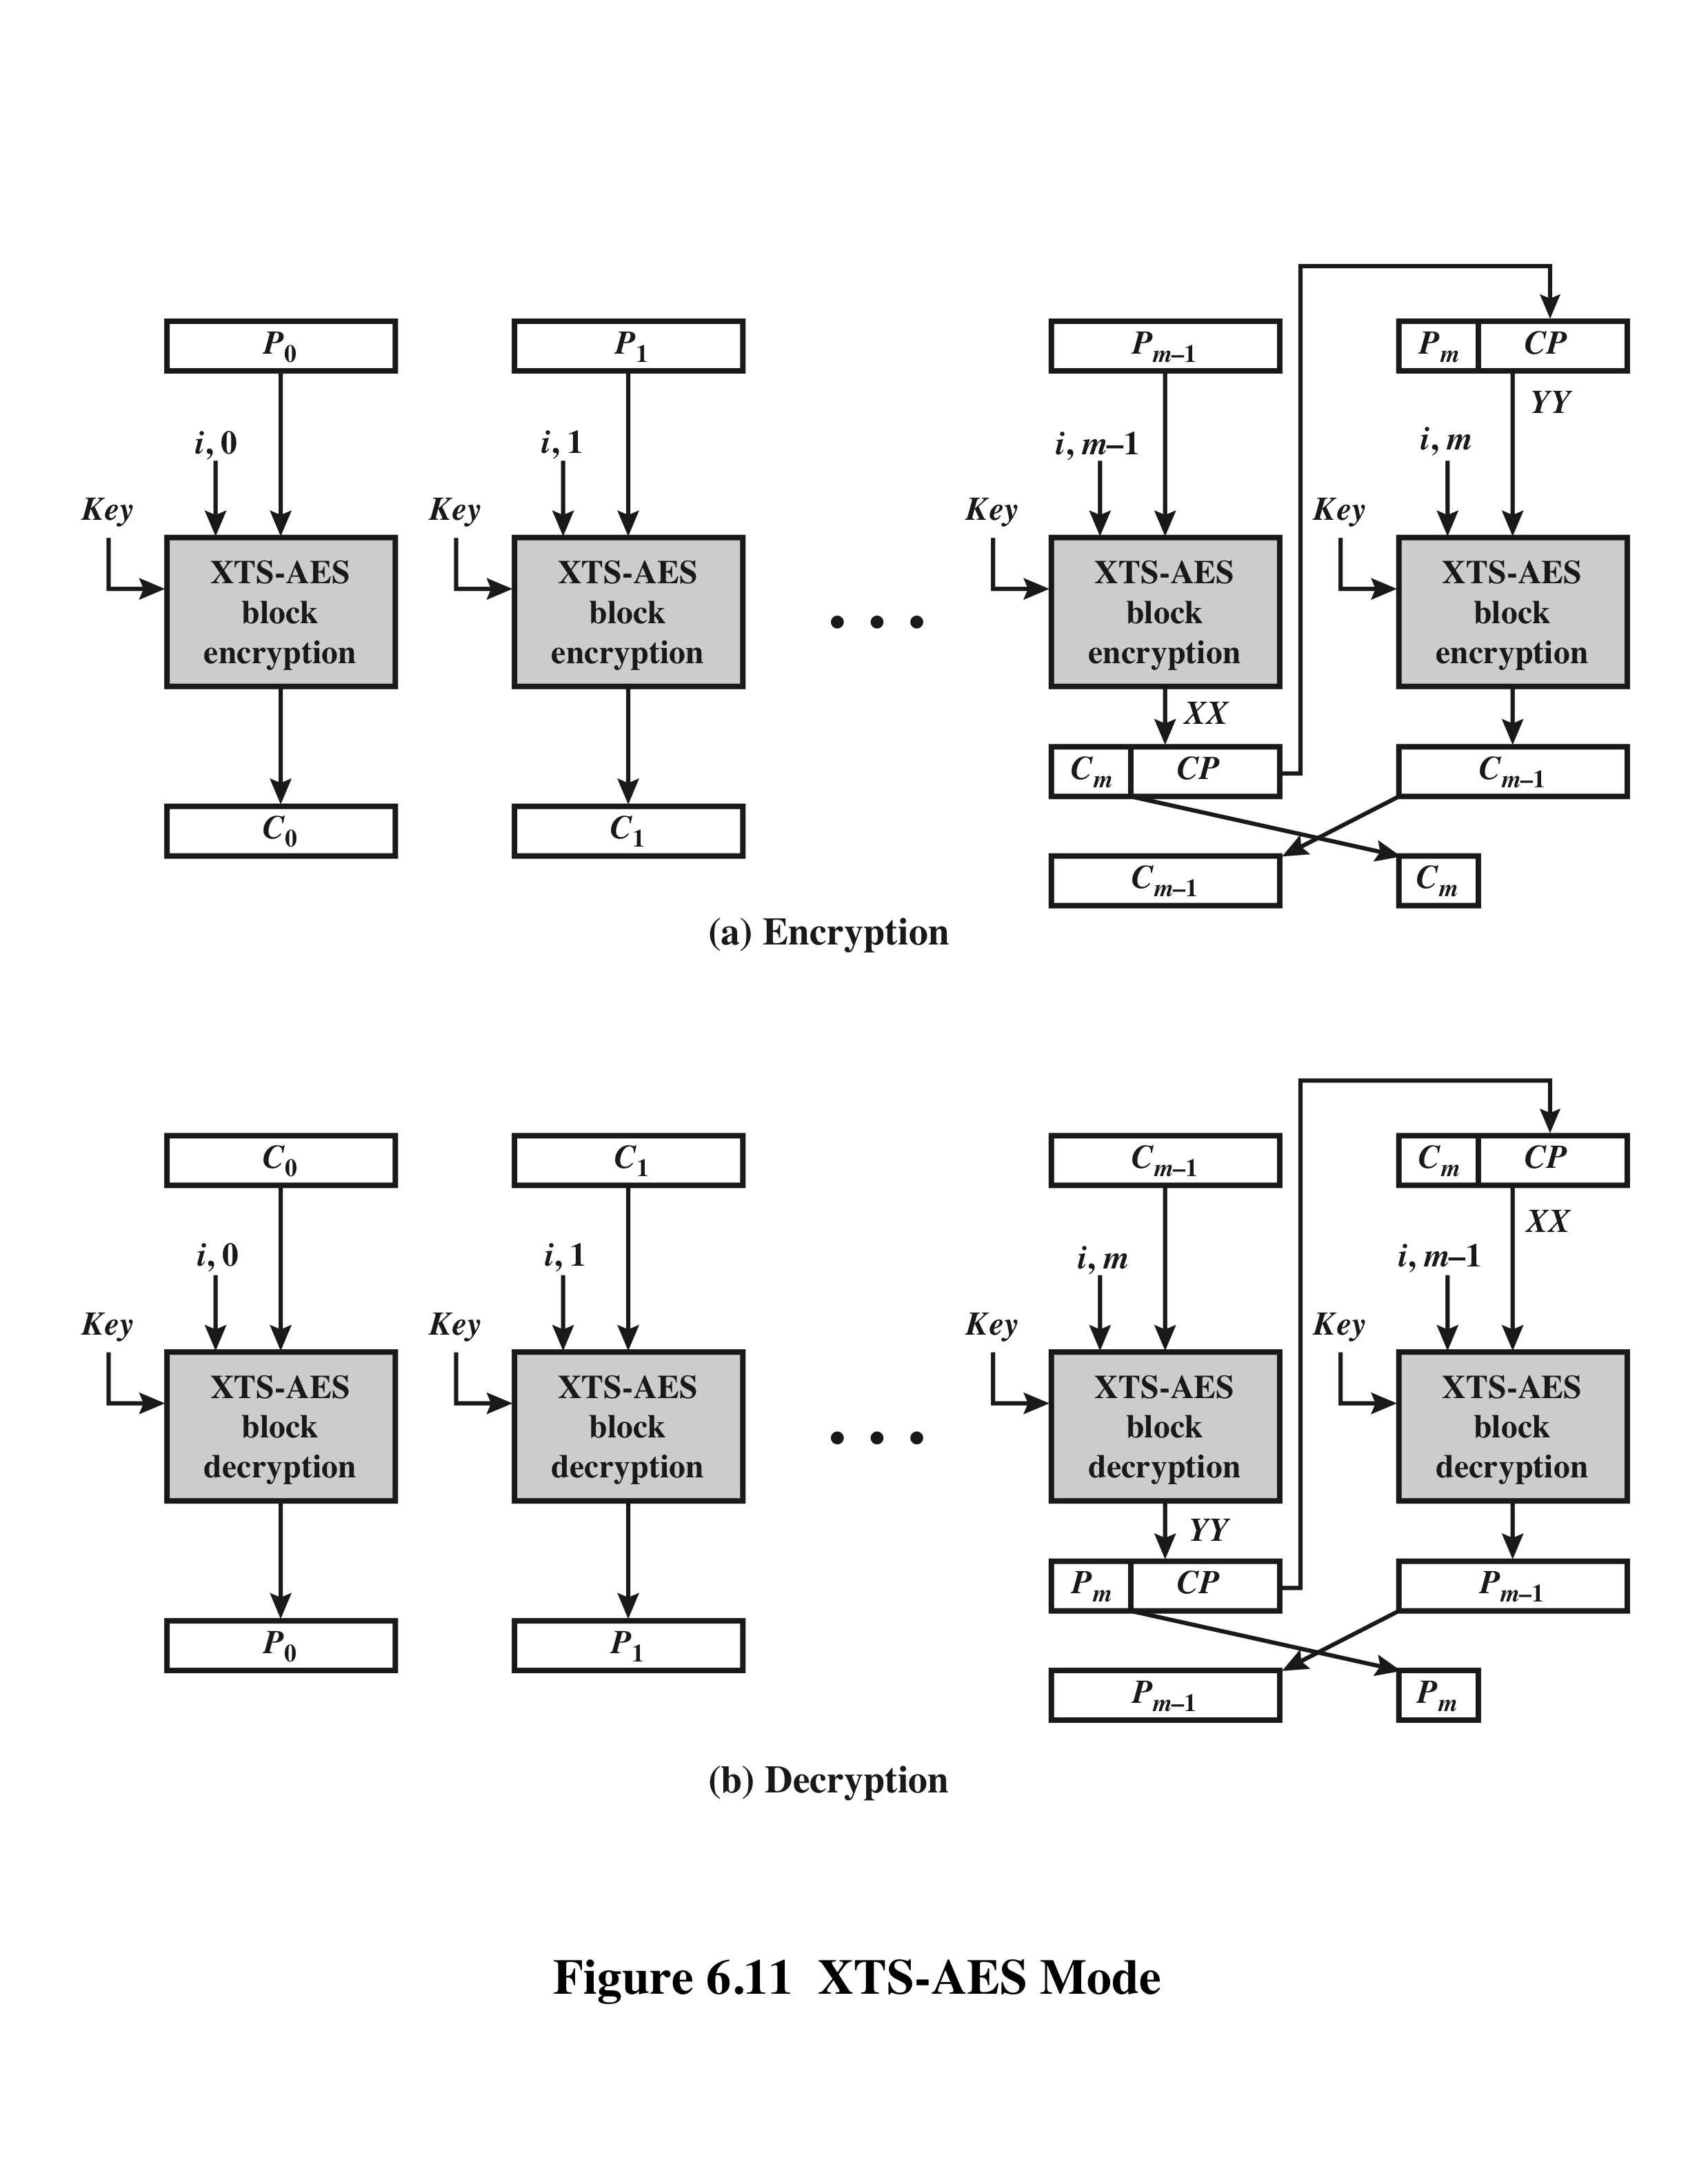 P0 P1 Pm–1 Pm CP
YY
i, 0 i, 1 i, m–1 i, m
Key Key Key Key
XTS-AES XTS-AES XTS-AES XTS-AES
block block block block
encryption encryption • • • encryption encryption
XX
Cm CP Cm–1
C0 C1
Cm–1 Cm
(a) Encryption
C0 C1 Cm–1 Cm CP
XX
i, 0 i, 1 i, m i, m–1
Key Key Key Key
XTS-AES XTS-AES XTS-AES XTS-AES
block block block block
decryption decryption • • • decryption decryption
YY
Pm CP Pm–1
P0 P1
Pm–1 Pm
(b) Decryption
Figure 6.11 XTS-AES Mode